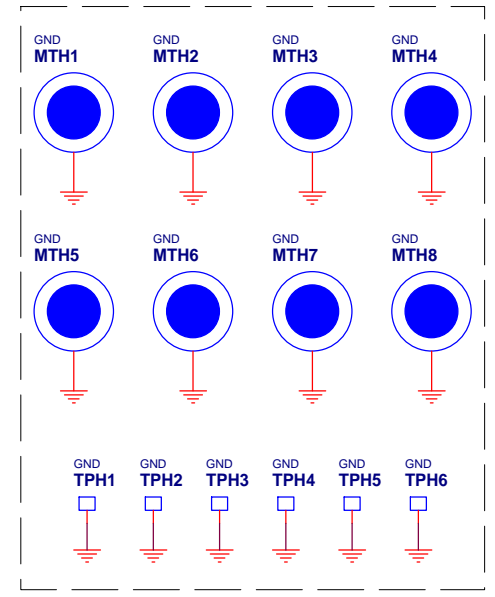 GND GND GND GND
MTH1 MTH2 MTH3 MTH4
GND GND GND GND
MTH5 MTH6 MTH7 MTH8
GND GND GND GND GND GND
TPH1 TPH2 TPH3 TPH4 TPH5 TPH6